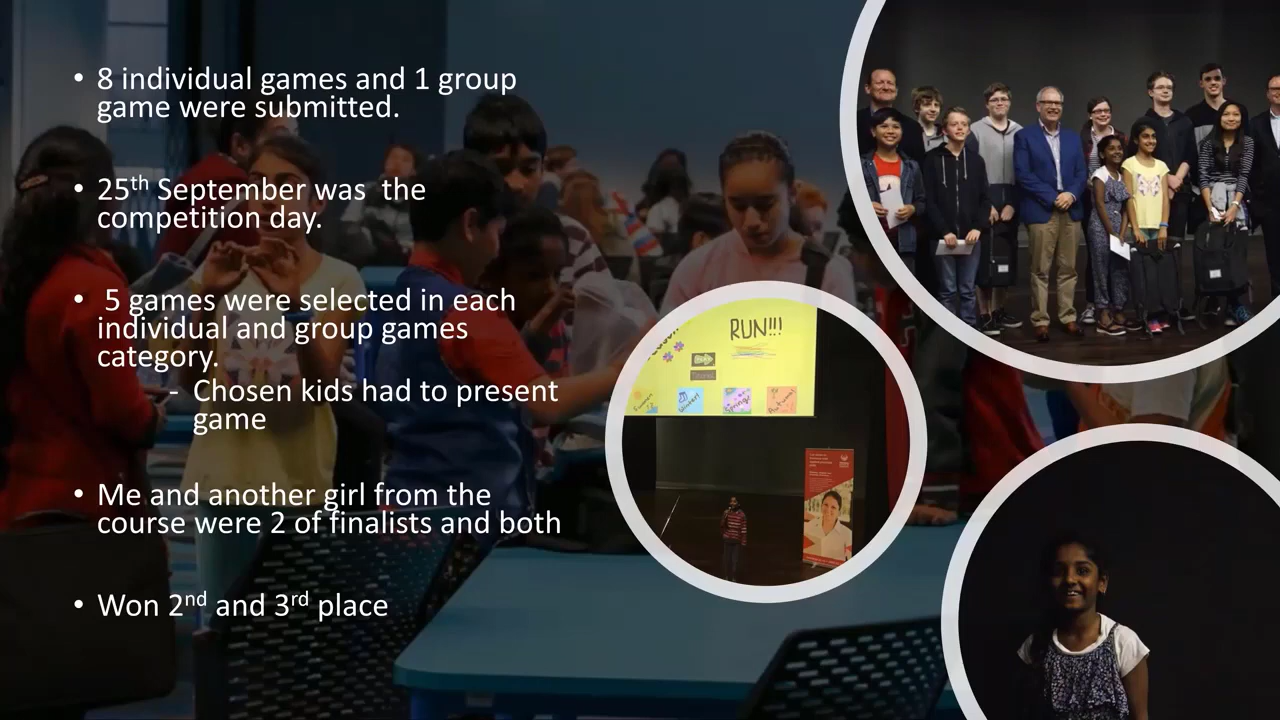 • 8 individual games and 1 group
game were submitted.
• 25th September was the
competition day.
• 5 games were selected in each
individual and group games
category.
- Chosen kids had to present
game
• Me and another girl from the
course were 2 of finalists and both
• Won 2nd and 3rd place
RUN!!!
Winter!
Spring!